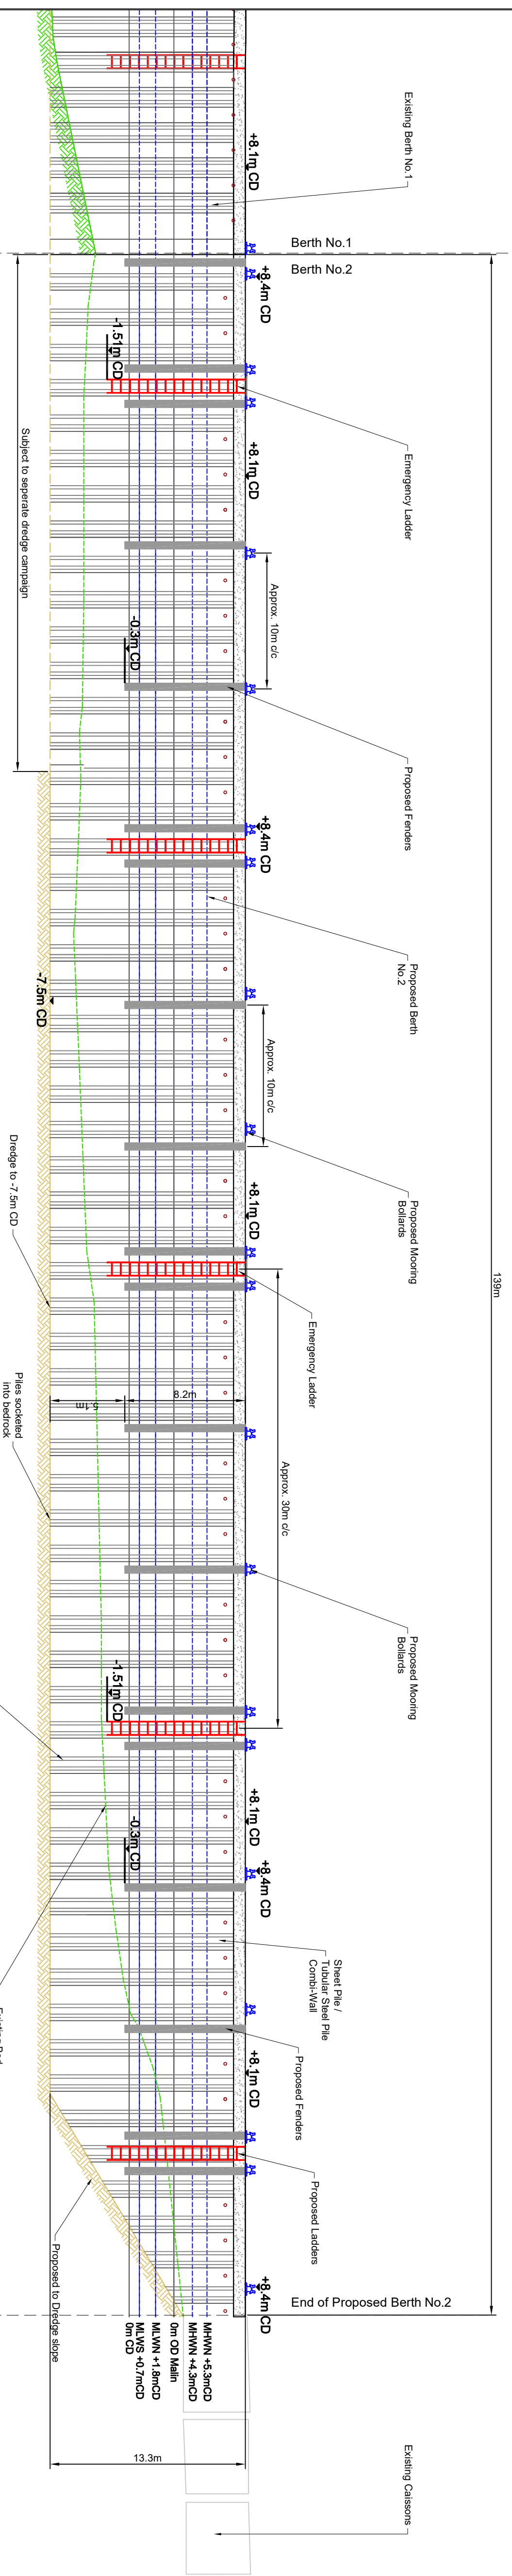 139m
Existing Berth No.1
Emergency Ladder
Proposed Fenders
Proposed Berth
No.2
Proposed Mooring
Bollards
Emergency Ladder
Proposed Mooring
Bollards
Sheet Pile /
Tubular Steel Pile
Combi-Wall
Proposed Fenders
Proposed Ladders
Existing Caissons
Berth No.1
Berth No.2
End of Proposed Berth No.2
Approx. 10m c/c
Approx. 10m c/c
Approx. 30m c/c
+8.1m CD
+8.4m CD
+8.1m CD
+8.4m CD
+8.1m CD
+8.1m CD
+8.4m CD
+8.1m CD
+8.4m CD
-1.51m CD
-0.3m CD
8.2m
5.1m
-1.51m CD
-0.3m CD
MHWN +5.3mCD
MHWN +4.3mCD
0m OD Malin
MLWN +1.8mCD
MLWS +0.7mCD
0m CD
13.3m
-7.5m CD
Subject to seperate dredge campaign
Dredge to -7.5m CD
Piles socketed
into bedrock
Proposed to Dredge slope